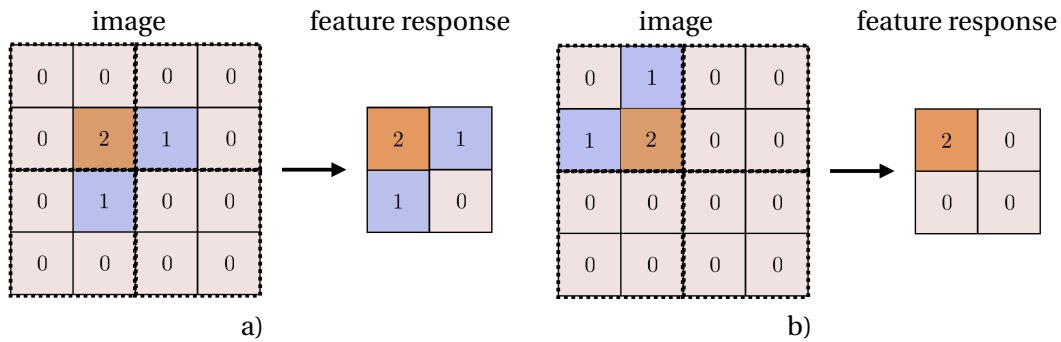 image feature response image feature response
0 0 0 0 0 1 0 0
0 2 1 0 2 1 1 2 0 0 2 0
0 1 0 0 1 0 0 0 0 0 0 0
0 0 0 0 0 0 0 0
a) b)